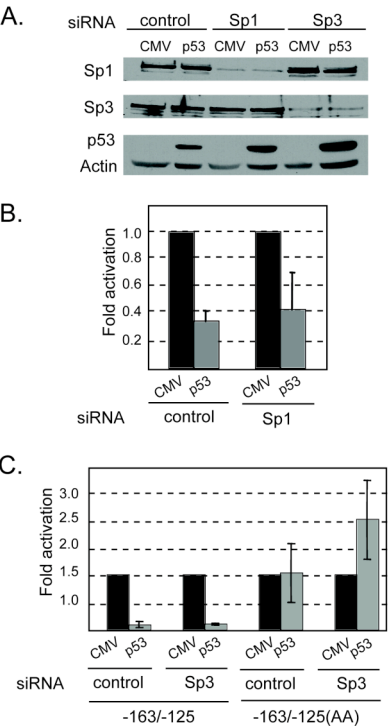 A.
siRNA control Sp1 Sp3
CMV p53 CMV p53 CMV p53
Sp1
Sp3
p53
Actin
B.
Fold activation
1.0
0.8
0.6
0.4
0.2
CMV p53 CMV p53
siRNA control Sp1
C.
Fold activation
3.0
2.5
2.0
1.5
1.0
CMV p53 CMV p53 CMV p53 CMV p53
siRNA control Sp3 control Sp3
-163/-125 -163/-125(AA)